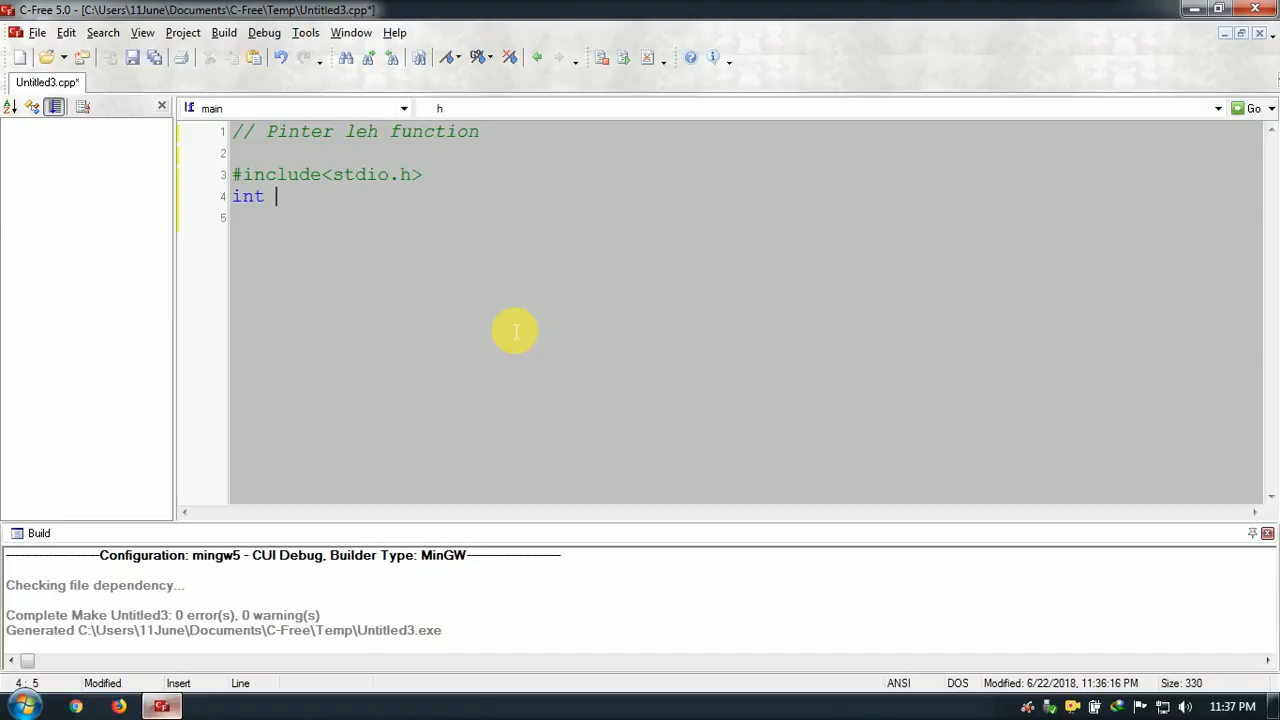 C-Free 5.0 - [C:\Users\11June\Documents\C-Free\Temp\Untitled3.cpp*]
File Edit Search View Project Build Debug Tools Window Help
Untitled3.cpp*
main h Go
1 // Pinter leh function
2
3 #include<stdio.h>
4 int
5
Build
--------------------Configuration: mingw5 - CUI Debug, Builder Type: MinGW--------------------
Checking file dependency...
Complete Make Untitled3: 0 error(s), 0 warning(s)
Generated C:\Users\11June\Documents\C-Free\Temp\Untitled3.exe
4 : 5 Modified Insert Line ANSI DOS Modified: 6/22/2018, 11:36:16 PM Size: 330
11:37 PM